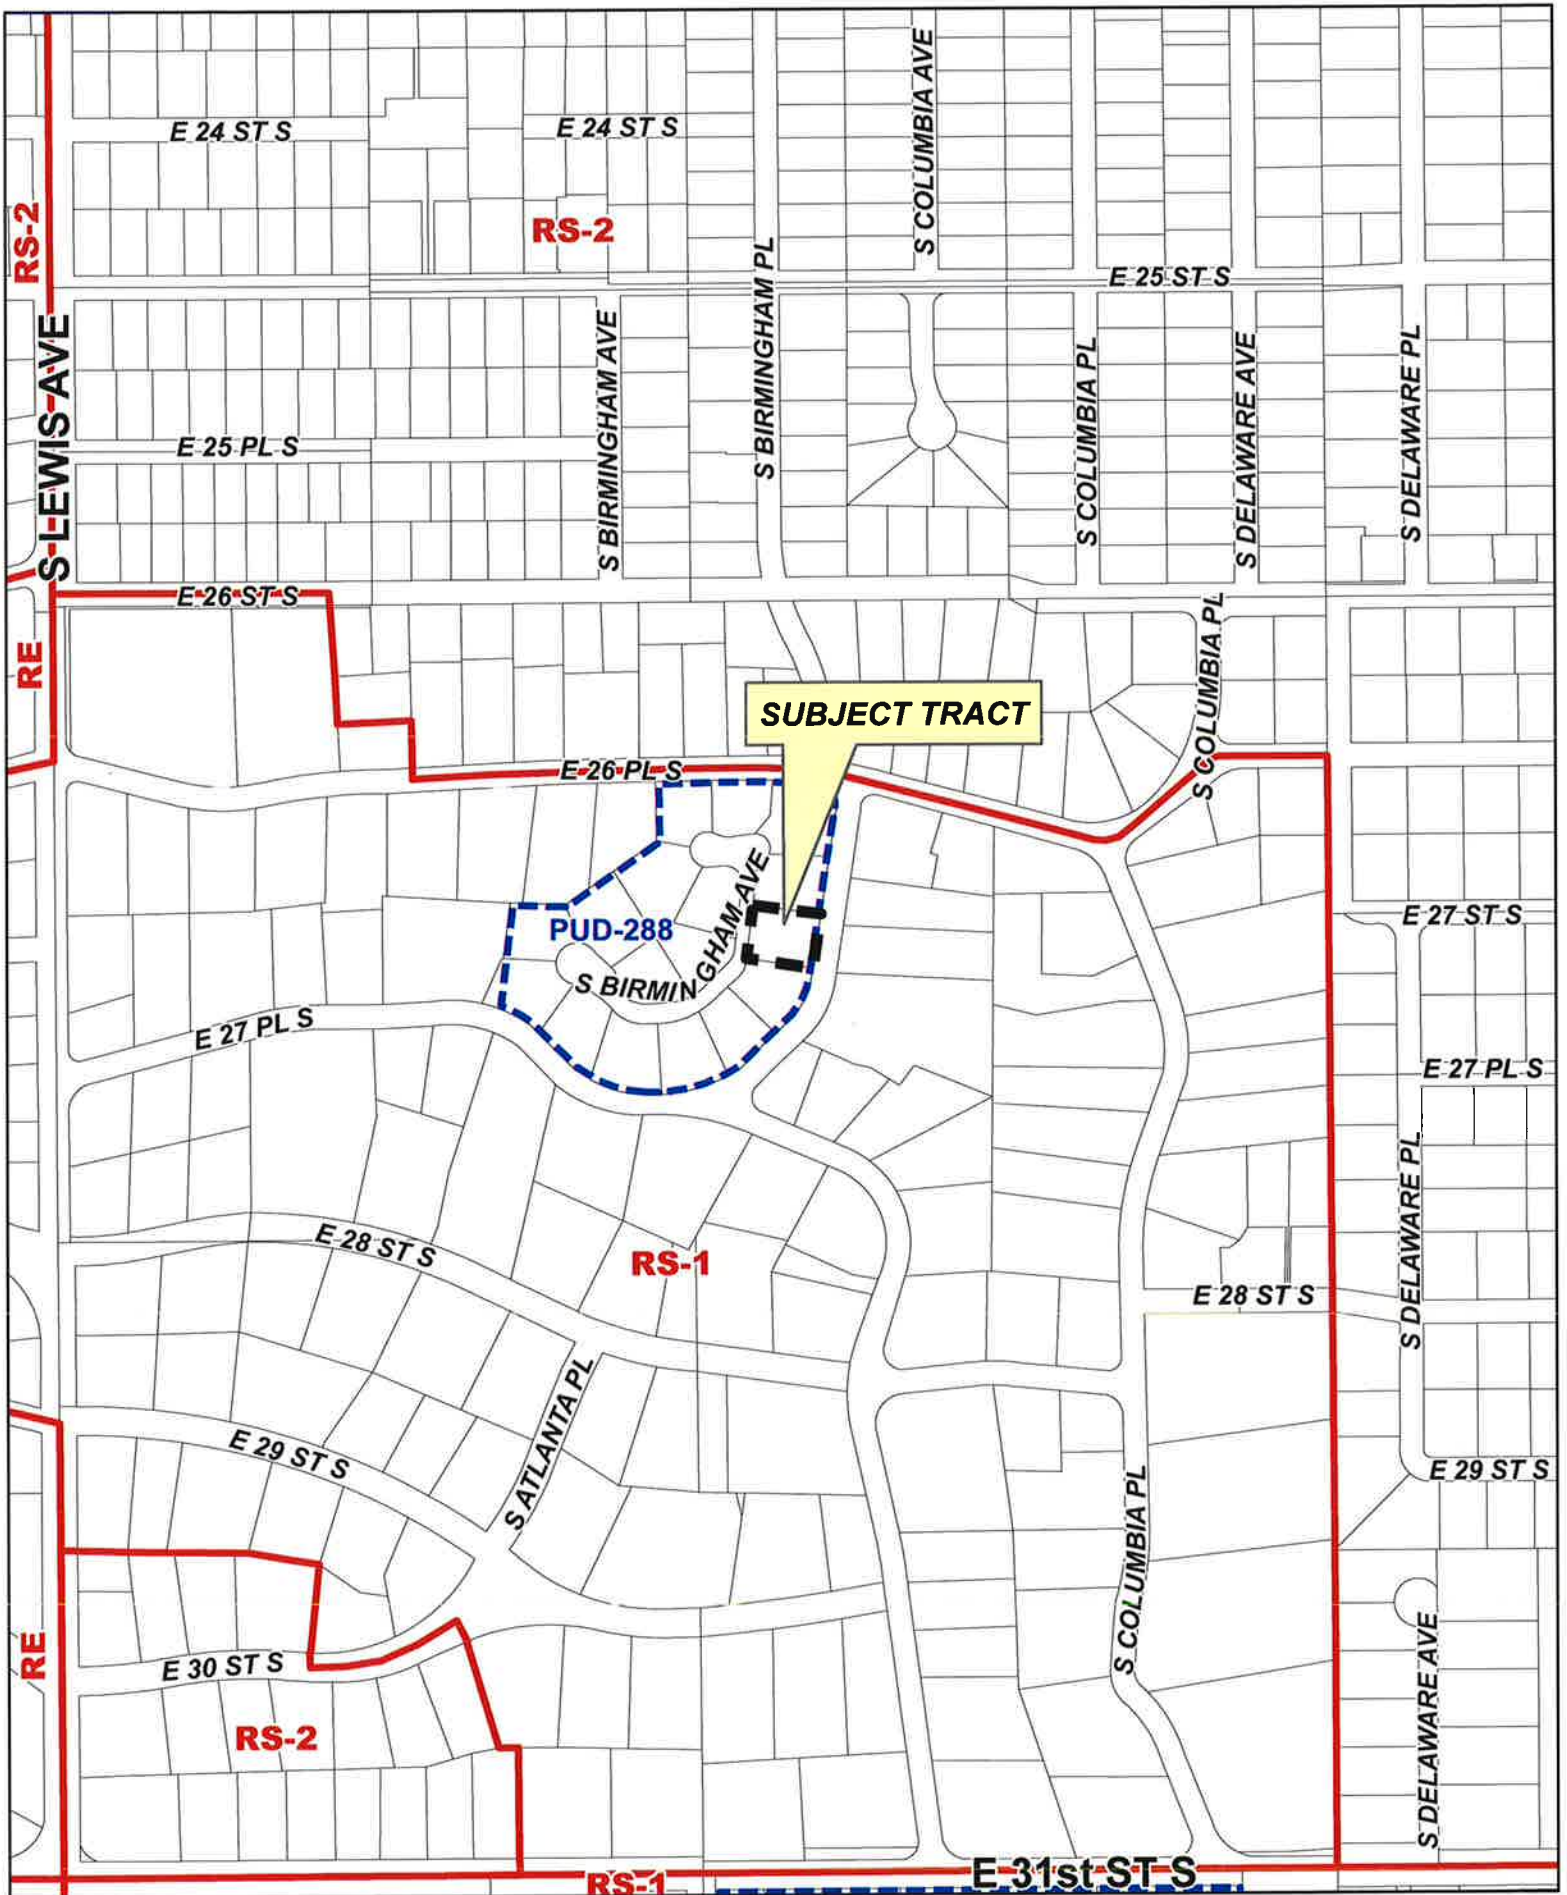 S COLUMBIA AVE
E 24 ST S
E 24 ST S
RS-2
RS-2
S BIRMINGHAM PL
E 25 ST S
S LEWIS AVE
S BIRMINGHAM AVE
S COLUMBIA PL
S DELAWARE AVE
S DELAWARE PL
E 25 PL S
E 26 ST S
RE
S COLUMBIA PL
SUBJECT TRACT
E 26 PL S
PUD-288
S BIRMINGHAM AVE
E 27 ST S
E 27 PL S
E 27 PL S
S DELAWARE PL
E 28 ST S
RS-1
E 28 ST S
S ATLANTA PL
E 29 ST S
E 29 ST S
S COLUMBIA PL
RE
E 30 ST S
S DELAWARE AVE
RS-2
E 31st ST S
RS-1